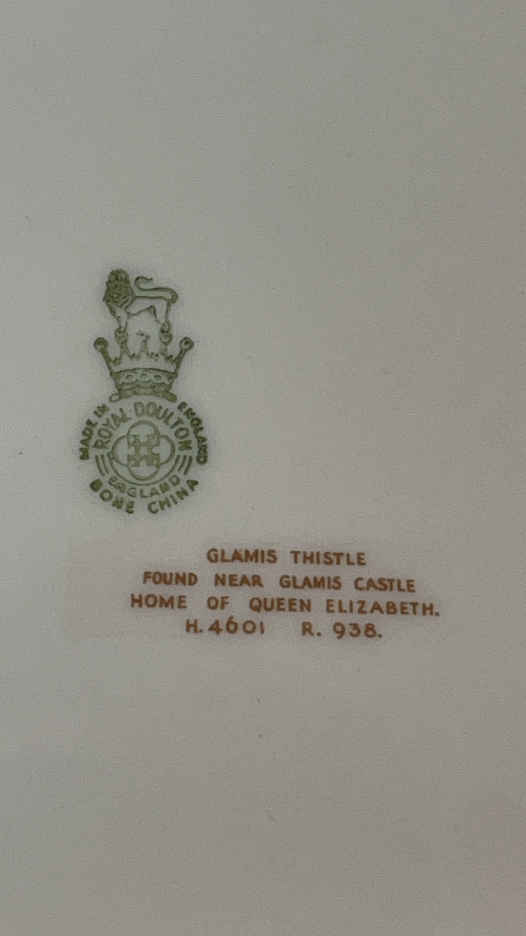 MADE IN ENGLAND
ROYAL DOULTON
ENGLAND
BONE CHINA
GLAMIS THISTLE
FOUND NEAR GLAMIS CASTLE
HOME OF QUEEN ELIZABETH.
H.4601 R. 938.